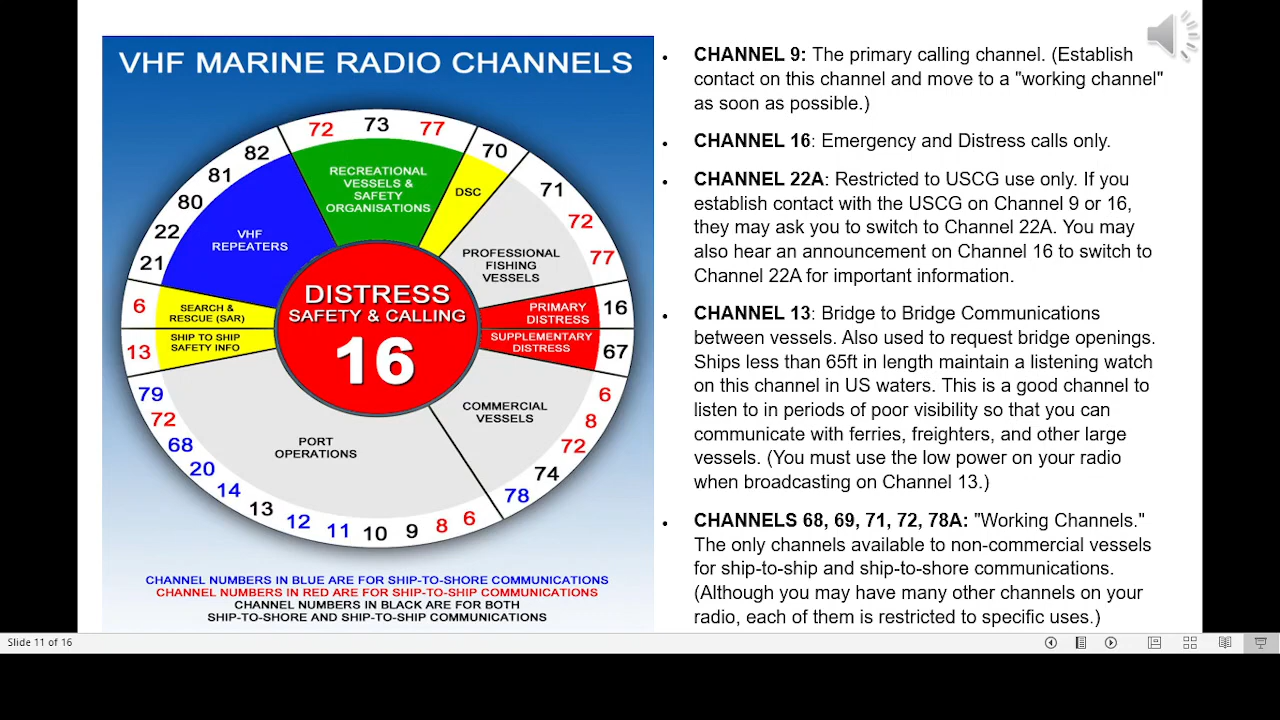 VHF MARINE RADIO CHANNELS
72
73
77
RECREATIONAL
VESSELS &
SAFETY
ORGANISATIONS
70
DSC
71
72
77
PROFESSIONAL
FISHING
VESSELS
16
PRIMARY
DISTRESS
67
SUPPLEMENTARY
DISTRESS
6
8
72
74
78
COMMERCIAL
VESSELS
6
8
9
10
11
12
13
14
20
68
72
79
PORT
OPERATIONS
13
SHIP TO SHIP
SAFETY INFO
6
SEARCH &
RESCUE (SAR)
21
22
80
81
82
VHF
REPEATERS
DISTRESS
SAFETY & CALLING
16
CHANNEL NUMBERS IN BLUE ARE FOR SHIP-TO-SHORE COMMUNICATIONS
CHANNEL NUMBERS IN RED ARE FOR SHIP-TO-SHIP COMMUNICATIONS
CHANNEL NUMBERS IN BLACK ARE FOR BOTH
SHIP-TO-SHORE AND SHIP-TO-SHIP COMMUNICATIONS
• CHANNEL 9: The primary calling channel. (Establish
contact on this channel and move to a "working channel"
as soon as possible.)
• CHANNEL 16: Emergency and Distress calls only.
• CHANNEL 22A: Restricted to USCG use only. If you
establish contact with the USCG on Channel 9 or 16,
they may ask you to switch to Channel 22A. You may
also hear an announcement on Channel 16 to switch to
Channel 22A for important information.
• CHANNEL 13: Bridge to Bridge Communications
between vessels. Also used to request bridge openings.
Ships less than 65ft in length maintain a listening watch
on this channel in US waters. This is a good channel to
listen to in periods of poor visibility so that you can
communicate with ferries, freighters, and other large
vessels. (You must use the low power on your radio
when broadcasting on Channel 13.)
• CHANNELS 68, 69, 71, 72, 78A: "Working Channels."
The only channels available to non-commercial vessels
for ship-to-ship and ship-to-shore communications.
(Although you may have many other channels on your
radio, each of them is restricted to specific uses.)
Slide 11 of 16